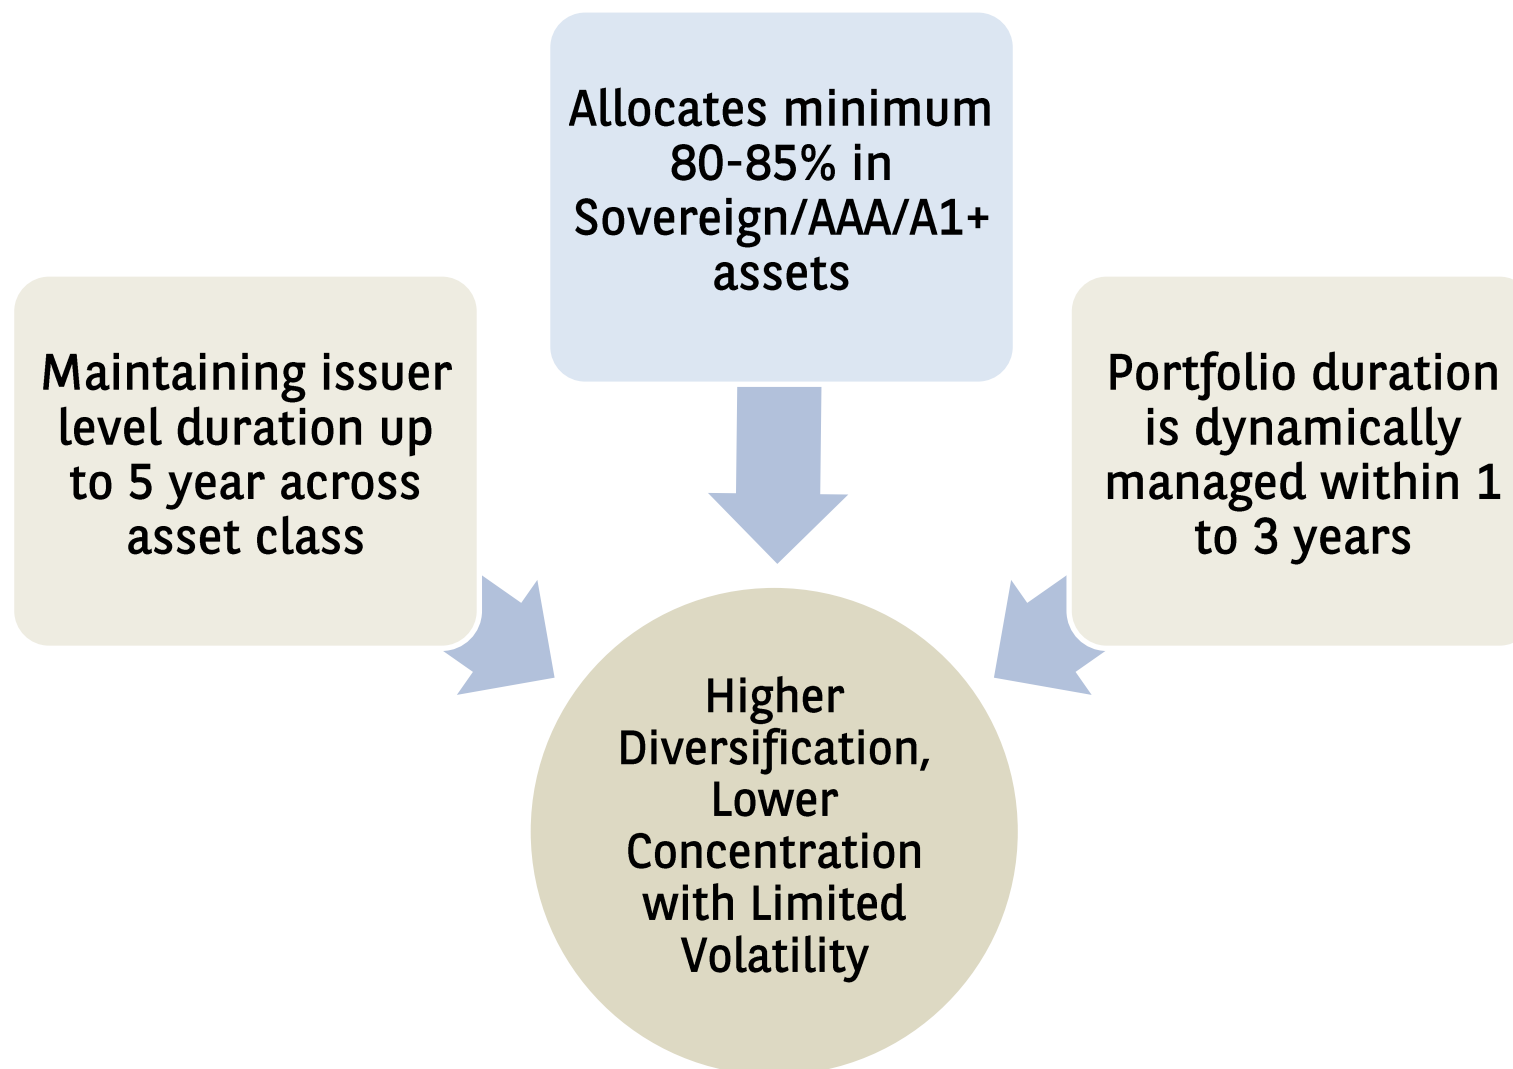 Allocates minimum
80-85% in
Sovereign/AAA/A1+
assets
Maintaining issuer
level duration up
to 5 year across
asset class
Portfolio duration
is dynamically
managed within 1
to 3 years
Higher
Diversification,
Lower
Concentration
with Limited
Volatility